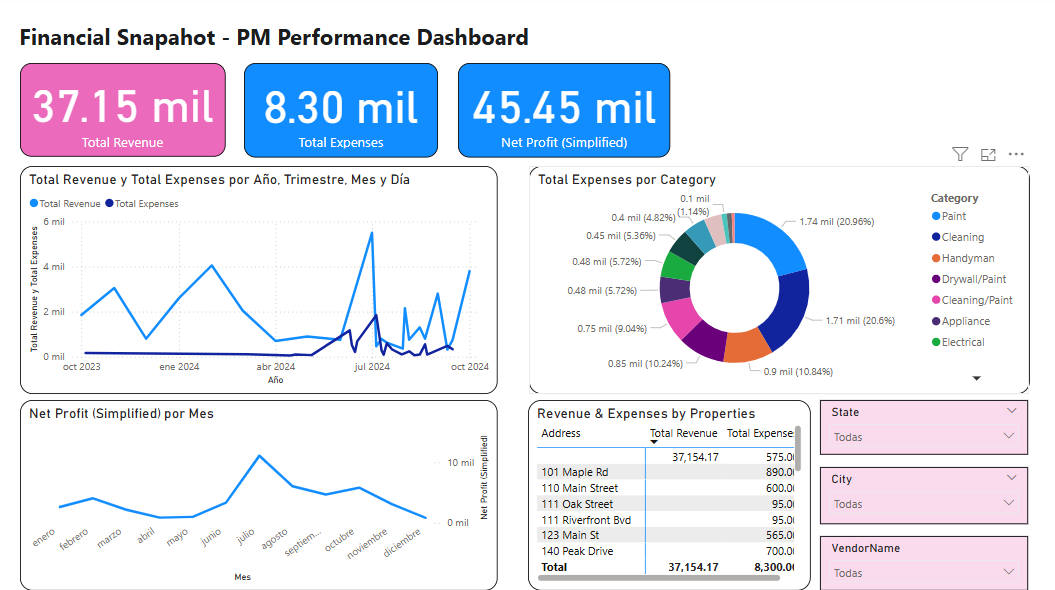 Financial Snapahot - PM Performance Dashboard
37.15 mil
Total Revenue
8.30 mil
Total Expenses
45.45 mil
Net Profit (Simplified)
Total Revenue y Total Expenses por Año, Trimestre, Mes y Día
Total Revenue
Total Expenses
Total Revenue y Total Expenses
6 mil
4 mil
2 mil
0 mil
oct 2023
ene 2024
abr 2024
jul 2024
oct 2024
Año
Total Expenses por Category
0.1 mil
(1.14%)
0.4 mil (4.82%)
0.45 mil (5.36%)
0.48 mil (5.72%)
0.48 mil (5.72%)
0.75 mil (9.04%)
0.85 mil (10.24%)
0.9 mil (10.84%)
1.71 mil (20.6%)
1.74 mil (20.96%)
Category
Paint
Cleaning
Handyman
Drywall/Paint
Cleaning/Paint
Appliance
Electrical
Net Profit (Simplified) por Mes
10 mil
0 mil
Net Profit (Simplified)
enero
febrero
marzo
abril
mayo
junio
julio
agosto
septiem...
octubre
noviembre
diciembre
Mes
Revenue & Expenses by Properties
Address Total Revenue Total Expense
37,154.17 575.00
101 Maple Rd 890.00
110 Main Street 600.00
111 Oak Street 95.00
111 Riverfront Bvd 95.00
123 Main St 565.00
140 Peak Drive 700.00
Total 37,154.17 8,300.00
State
Todas
City
Todas
VendorName
Todas